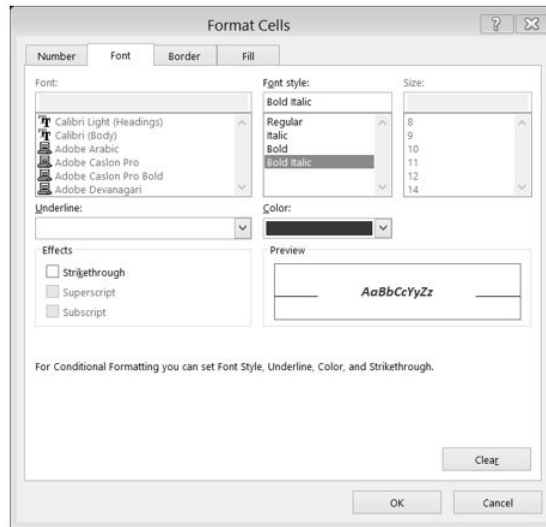 Format Cells
Number Font Border Fill
Font: Font style: Size:
Bold Italic
Calibri Light (Headings) Regular 8
Calibri (Body) Italic 9
Adobe Arabic Bold 10
Adobe Caslon Pro Bold Italic 11
Adobe Caslon Pro Bold 12
Adobe Devanagari 14
Underline: Color:
Effects Preview
Strikethrough
Superscript AaBbCcYyZz
Subscript
For Conditional Formatting you can set Font Style, Underline, Color, and Strikethrough.
Clear
OK Cancel